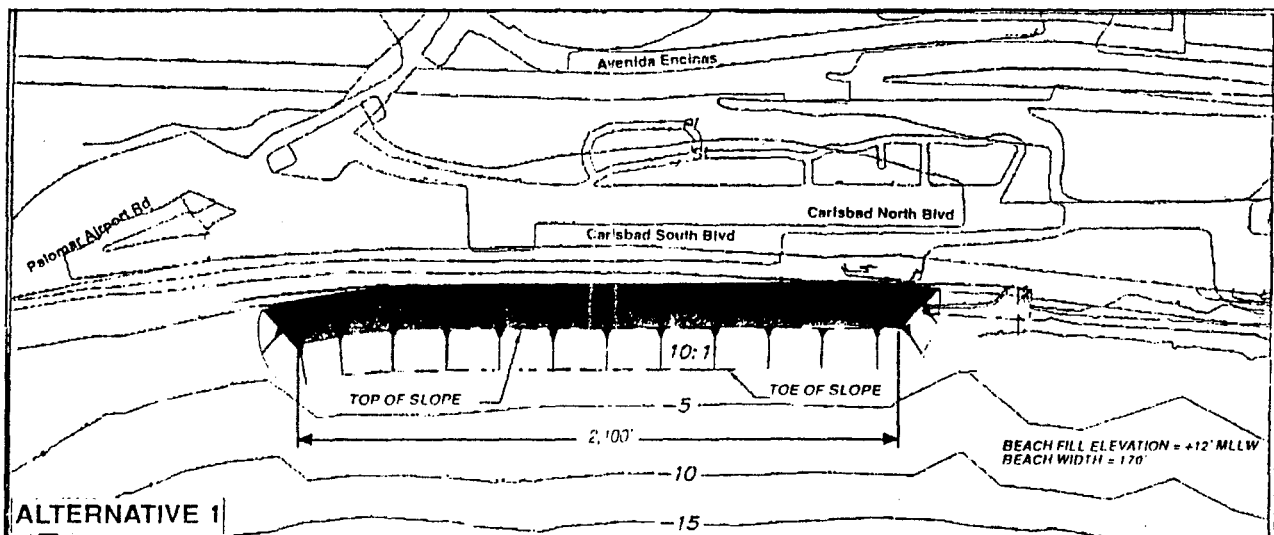 Avenida Encinas
Palomar Airport Rd
Carlsbad North Blvd
Carlsbad South Blvd
10:1
TOP OF SLOPE
TOE OF SLOPE
-5
2,100'
BEACH FILL ELEVATION = +12' MLLW
BEACH WIDTH = 170'
-10
ALTERNATIVE 1
-15